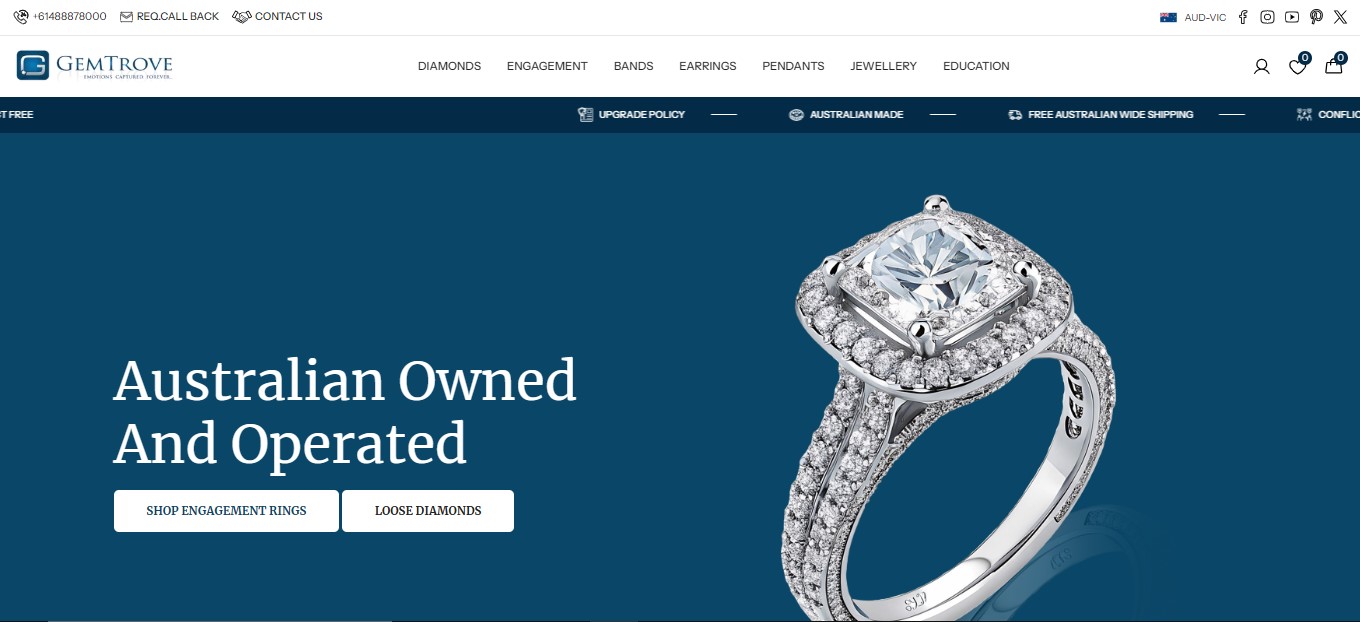 +61488878000 REQ.CALL BACK CONTACT US
AUD-VIC
GEMTROVE
EMOTIONS CAPTURED. FOREVER.
DIAMONDS ENGAGEMENT BANDS EARRINGS PENDANTS JEWELLERY EDUCATION
0 0
T FREE UPGRADE POLICY AUSTRALIAN MADE FREE AUSTRALIAN WIDE SHIPPING CONFLIC
Australian Owned
And Operated
SHOP ENGAGEMENT RINGS LOOSE DIAMONDS